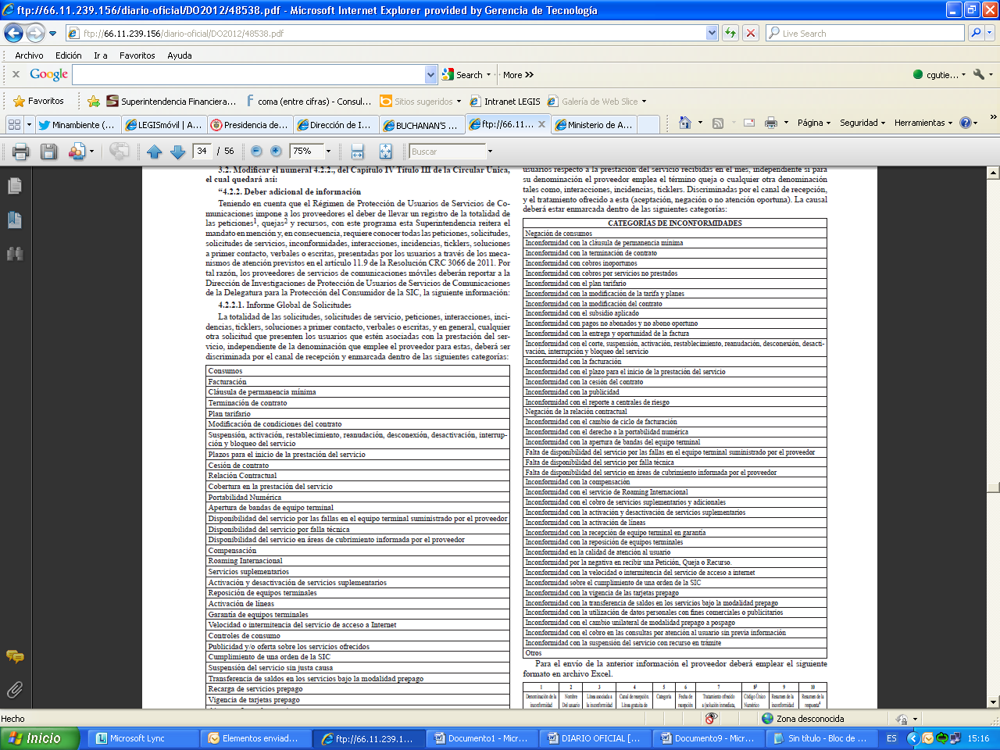 ftp://66.11.239.156/diario-oficial/DO2012/48538.pdf - Microsoft Internet Explorer provided by Gerencia de Tecnología
ftp://66.11.239.156/diario-oficial/DO2012/48538.pdf
Live Search
Archivo Edición Ir a Favoritos Ayuda
x Google Search More » cgutie...
Favoritos Superintendencia Financiera... coma (entre cifras) - Consul... Sitios sugeridos Intranet LEGIS Galería de Web Slice
Minambiente (... LEGISmóvil | A... Presidencia de... Dirección de I... BUCHANAN'S ... ftp://66.11... Ministerio de A... Página Seguridad Herramientas
34 / 56 75% Buscar
3.2. Modificar el numeral 4.2.2., del Capítulo IV Título III de la Circular Única,
el cual quedará así:
“4.2.2. Deber adicional de información
Teniendo en cuenta que el Régimen de Protección de Usuarios de Servicios de Co-
municaciones impone a los proveedores el deber de llevar un registro de la totalidad de
las peticiones1, quejas2 y recursos, con este programa esta Superintendencia reitera el
mandato en mención y, en consecuencia, requiere conocer todas las peticiones, solicitudes,
solicitudes de servicios, inconformidades, interacciones, incidencias, ticklers, soluciones
a primer contacto, verbales o escritas, presentadas por los usuarios a través de los meca-
nismos de atención previstos en el artículo 11.9 de la Resolución CRC 3066 de 2011. Por
tal razón, los proveedores de servicios de comunicaciones móviles deberán reportar a la
Dirección de Investigaciones de Protección de Usuarios de Servicios de Comunicaciones
de la Delegatura para la Protección del Consumidor de la SIC, la siguiente información:
4.2.2.1. Informe Global de Solicitudes
La totalidad de las solicitudes, solicitudes de servicio, peticiones, interacciones, inci-
dencias, ticklers, soluciones a primer contacto, verbales o escritas, y en general, cualquier
otra solicitud que presenten los usuarios que estén asociadas con la prestación del ser-
vicio, independiente de la denominación que emplee el proveedor para estas, deberá ser
discriminada por el canal de recepción y enmarcada dentro de las siguientes categorías:
Consumos
Facturación
Cláusula de permanencia mínima
Terminación de contrato
Plan tarifario
Modificación de condiciones del contrato
Suspensión, activación, restablecimiento, reanudación, desconexión, desactivación, interrup-
ción y bloqueo del servicio
Plazos para el inicio de la prestación del servicio
Cesión de contrato
Relación Contractual
Cobertura en la prestación del servicio
Portabilidad Numérica
Apertura de bandas de equipo terminal
Disponibilidad del servicio por las fallas en el equipo terminal suministrado por el proveedor
Disponibilidad del servicio por falla técnica
Disponibilidad del servicio en áreas de cubrimiento informada por el proveedor
Compensación
Roaming Internacional
Servicios suplementarios
Activación y desactivación de servicios suplementarios
Reposición de equipos terminales
Activación de líneas
Garantía de equipos terminales
Velocidad o intermitencia del servicio de acceso a Internet
Controles de consumo
Publicidad y/o oferta sobre los servicios ofrecidos
Cumplimiento de una orden de la SIC
Suspensión del servicio sin justa causa
Transferencia de saldos en los servicios bajo la modalidad prepago
Recarga de servicios prepago
Vigencia de tarjetas prepago
usuarios respecto a la prestación del servicio recibidas en el mes, independiente si para
su denominación el proveedor emplea el término queja o cualquier otra denominación
tales como, interacciones, incidencias, ticklers. Discriminadas por el canal de recepción,
y el tratamiento ofrecido a esta (aceptación, negación o no atención oportuna). La causal
deberá estar enmarcada dentro de las siguientes categorías:
CATEGORÍAS DE INCONFORMIDADES
Negación de consumos
Inconformidad con la cláusula de permanencia mínima
Inconformidad con la terminación de contrato
Inconformidad con cobros inoportunos
Inconformidad con cobros por servicios no prestados
Inconformidad con el plan tarifario
Inconformidad con la modificación de la tarifa y planes
Inconformidad con la modificación del contrato
Inconformidad con el subsidio aplicado
Inconformidad con pagos no abonados y no abono oportuno
Inconformidad con la entrega y oportunidad de la factura
Inconformidad con el corte, suspensión, activación, restablecimiento, reanudación, desconexión, desacti-
vación, interrupción y bloqueo del servicio
Inconformidad con la facturación
Inconformidad con el plazo para el inicio de la prestación del servicio
Inconformidad con la cesión del contrato
Inconformidad con la publicidad
Inconformidad con el reporte a centrales de riesgo
Negación de la relación contractual
Inconformidad con el cambio de ciclo de facturación
Inconformidad con el derecho a la portabilidad numérica
Inconformidad con la apertura de bandas del equipo terminal
Falta de disponibilidad del servicio por las fallas en el equipo terminal suministrado por el proveedor
Falta de disponibilidad del servicio por falla técnica
Falta de disponibilidad del servicio en áreas de cubrimiento informada por el proveedor
Inconformidad con la compensación
Inconformidad con el servicio de Roaming Internacional
Inconformidad con el cobro de servicios suplementarios y adicionales
Inconformidad con la activación y desactivación de servicios suplementarios
Inconformidad con la activación de líneas
Inconformidad con la recepción de equipo terminal en garantía
Inconformidad con la reposición de equipos terminales
Inconformidad en la calidad de atención al usuario
Inconformidad por la negativa en recibir una Petición, Queja o Recurso.
Inconformidad con la velocidad o intermitencia del servicio de acceso a internet
Inconformidad sobre el cumplimiento de una orden de la SIC
Inconformidad con la vigencia de las tarjetas prepago
Inconformidad con la transferencia de saldos en los servicios bajo la modalidad prepago
Inconformidad con la utilización de datos personales con fines comerciales o publicitarios
Inconformidad con el cambio unilateral de modalidad prepago a pospago
Inconformidad con el cobro en las consultas por atención al usuario sin previa información
Inconformidad con la suspensión del servicio con recurso en trámite
Otros
Para el envío de la anterior información el proveedor deberá emplear el siguiente
formato en archivo Excel.
1 2 3 4 5 6 7 8³ 9 10
Denominación de la Nombre Línea asociada a Canal de recepción. Categoría Fecha de Tratamiento ofrecido Código Único Resumen de la Resumen de la
inconformidad Del usuario la inconformidad Línea gratuita de recepción a (solución inmediata, Numérico inconformidad respuesta4
Hecho Zona desconocida
Inicio Microsoft Lync Elementos enviad... ftp://66.11.239.1... Documento1 - Micr... DIARIO OFICIAL [... Documento9 - Micr... Sin título - Bloc de ... ES 15:16